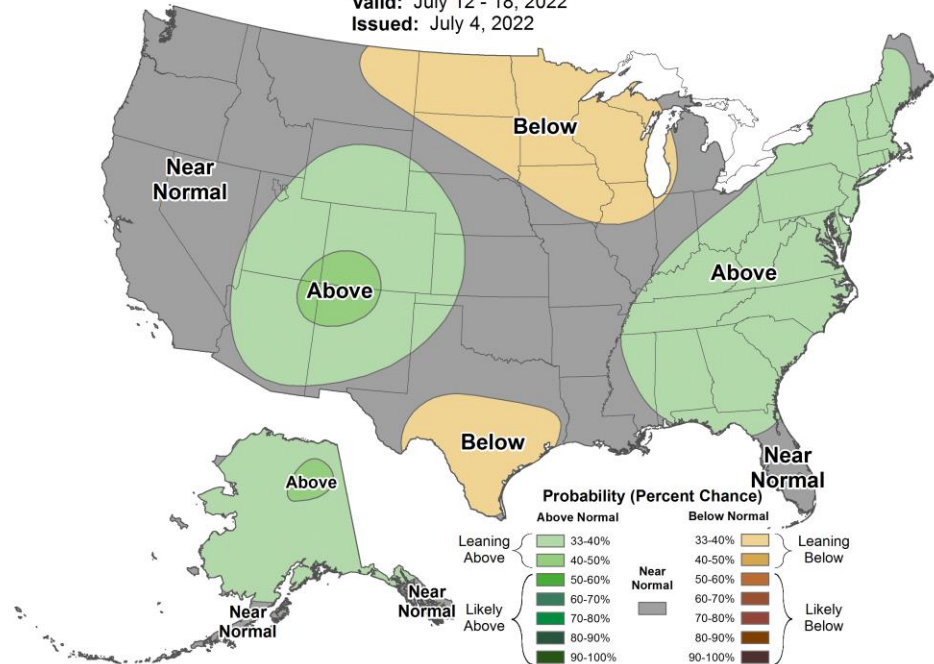 Valid: July 12 - 18, 2022
Issued: July 4, 2022
Below
Near
Normal
Above
Above
Below
Near
Normal
Above
Near
Normal
Near
Normal
Probability (Percent Chance)
Above Normal
Below Normal
Leaning
Above
33-40%
40-50%
Likely
Above
50-60%
60-70%
70-80%
80-90%
90-100%
Near
Normal
33-40%
40-50%
Leaning
Below
50-60%
60-70%
70-80%
80-90%
90-100%
Likely
Below